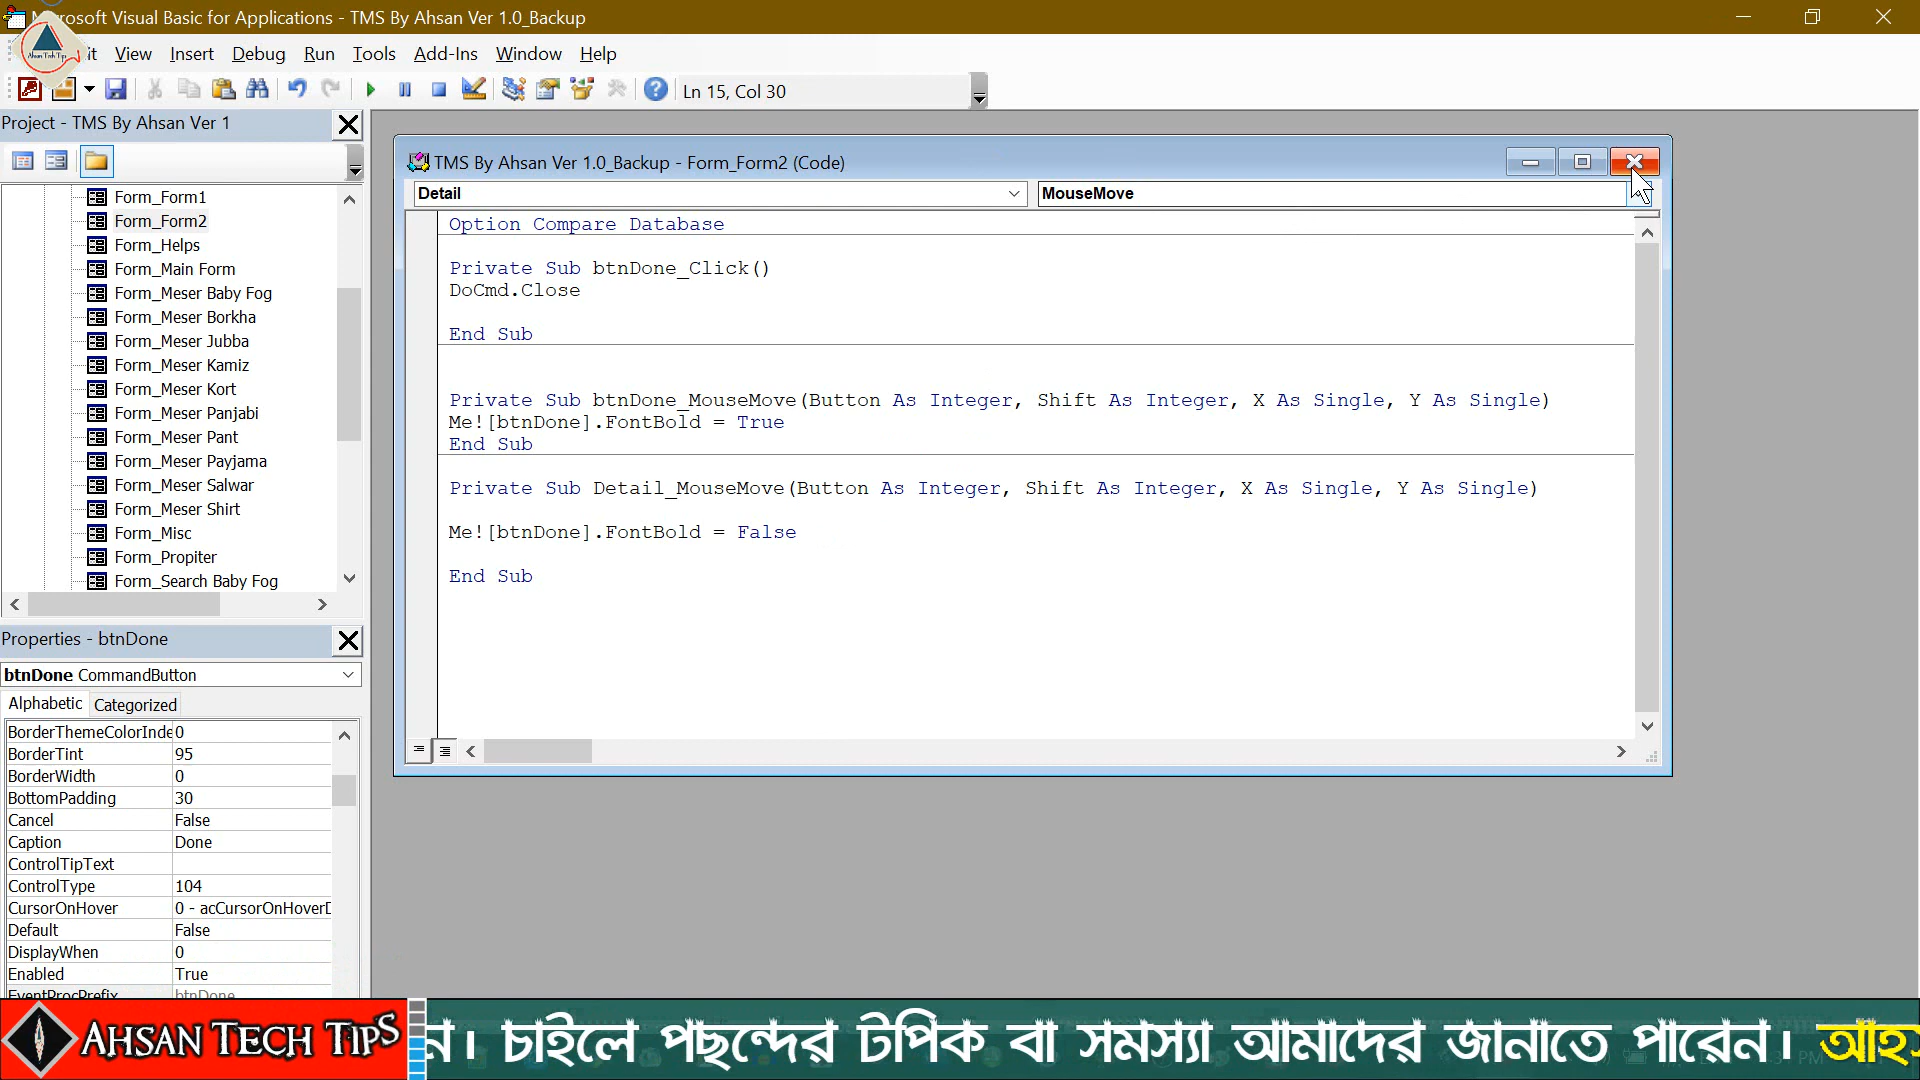 Microsoft Visual Basic for Applications - TMS By Ahsan Ver 1.0_Backup
View Insert Debug Run Tools Add-Ins Window Help
Ln 15, Col 30
Project - TMS By Ahsan Ver 1
Form_Form1
Form_Form2
Form_Helps
Form_Main Form
Form_Meser Baby Fog
Form_Meser Borkha
Form_Meser Jubba
Form_Meser Kamiz
Form_Meser Kort
Form_Meser Panjabi
Form_Meser Pant
Form_Meser Payjama
Form_Meser Salwar
Form_Meser Shirt
Form_Misc
Form_Propiter
Form_Search Baby Fog
Properties - btnDone
btnDone CommandButton
Alphabetic Categorized
BorderThemeColorInde 0
BorderTint 95
BorderWidth 0
BottomPadding 30
Cancel False
Caption Done
ControlTipText
ControlType 104
CursorOnHover 0 - acCursorOnHoverD
Default False
DisplayWhen 0
Enabled True
EventProcPrefix btnDone
TMS By Ahsan Ver 1.0_Backup - Form_Form2 (Code)
Detail MouseMove
Option Compare Database
Private Sub btnDone_Click()
DoCmd.Close
End Sub
Private Sub btnDone_MouseMove(Button As Integer, Shift As Integer, X As Single, Y As Single)
Me![btnDone].FontBold = True
End Sub
Private Sub Detail_MouseMove(Button As Integer, Shift As Integer, X As Single, Y As Single)
Me![btnDone].FontBold = False
End Sub
AHSAN TECH TIPS
ন। চাইলে পছন্দের টপিক বা সমস্যা আমাদের জানাতে পারেন। আহ